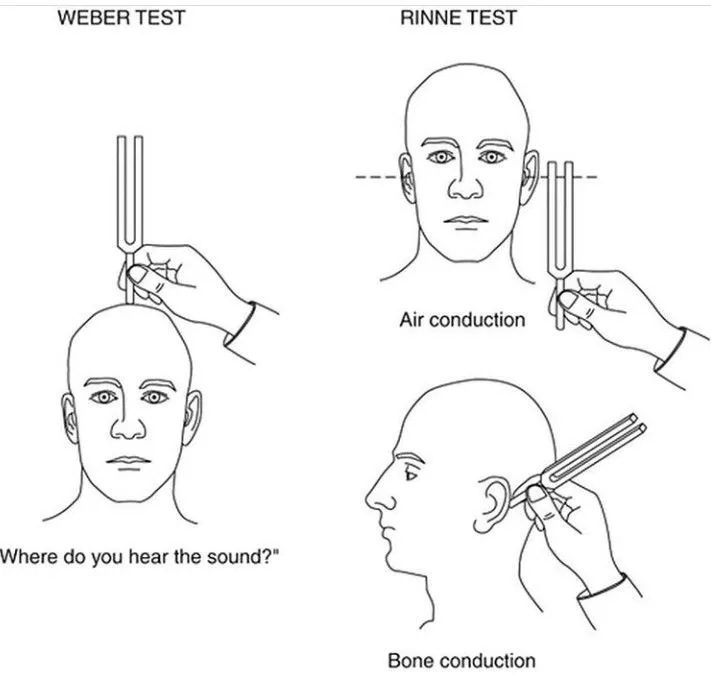 WEBER TEST
RINNE TEST
Air conduction
Where do you hear the sound?"
Bone conduction